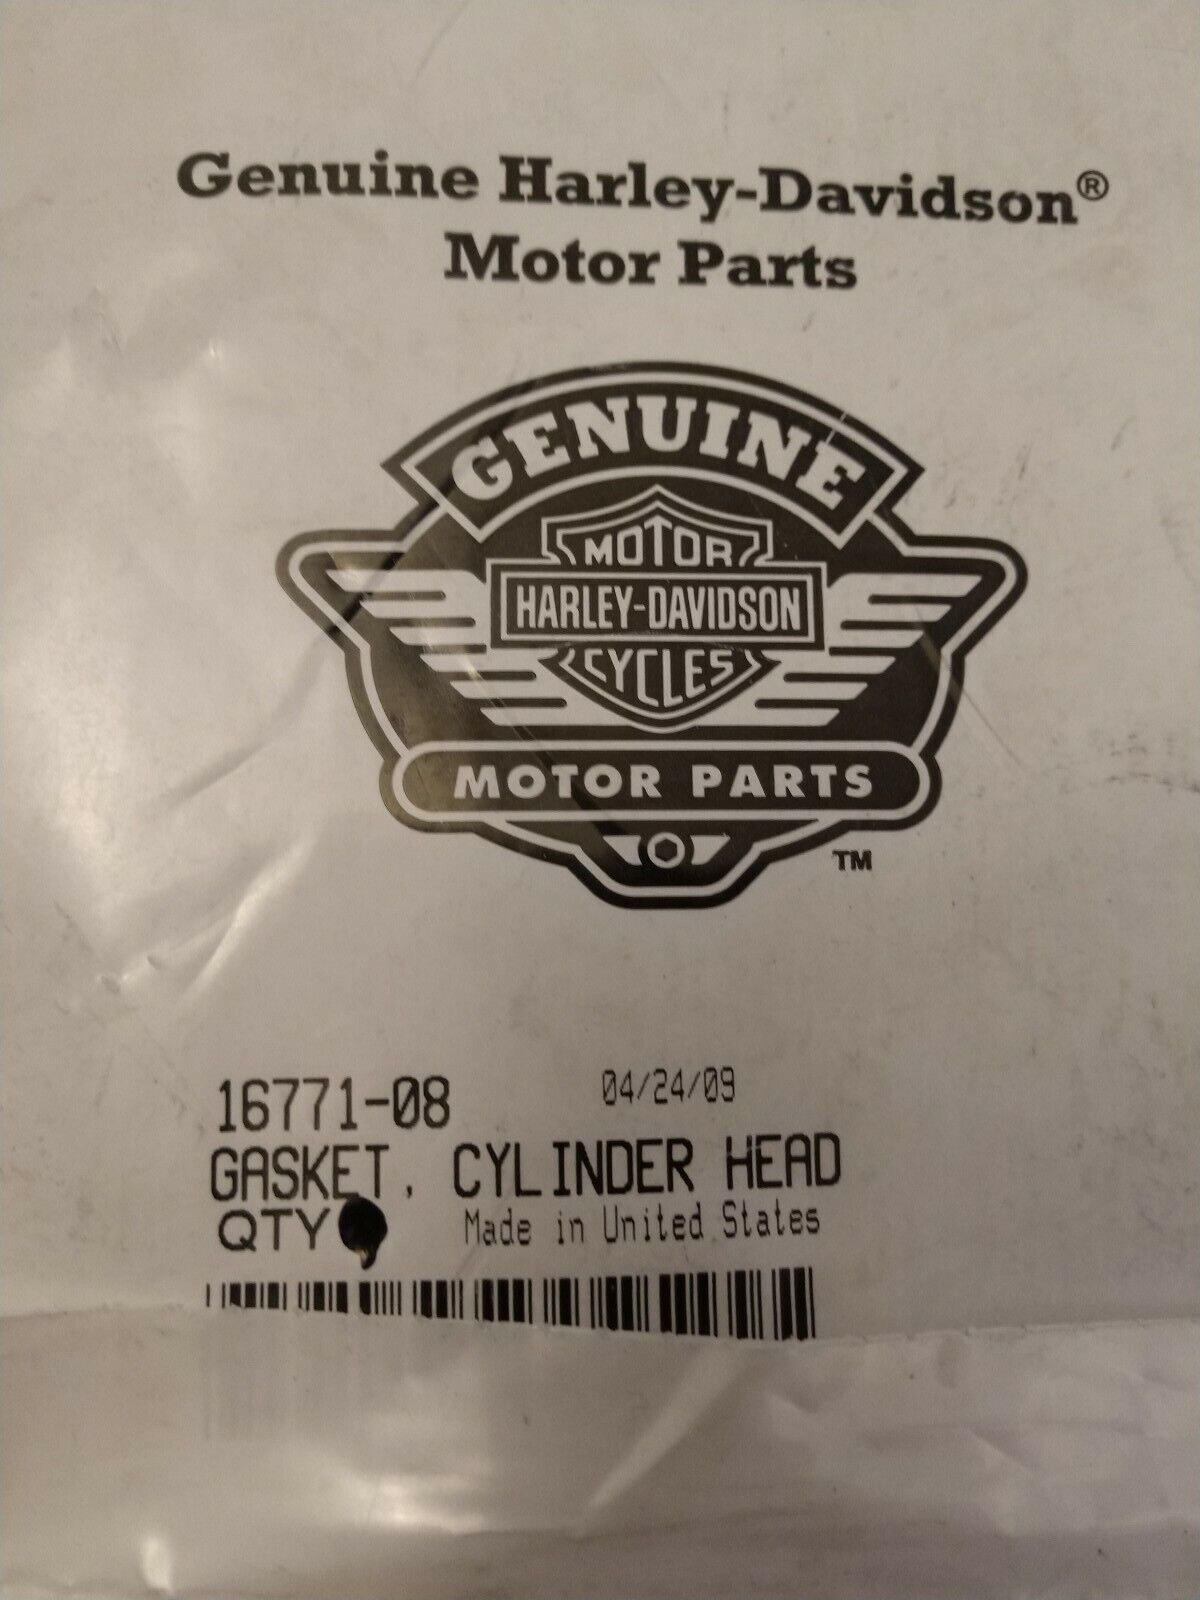 Genuine Harley-Davidson®
Motor Parts
GENUINE
MOTOR
HARLEY-DAVIDSON
CYCLES
MOTOR PARTS
TM
16771-08 04/24/09
GASKET, CYLINDER HEAD
QTY Made in United States